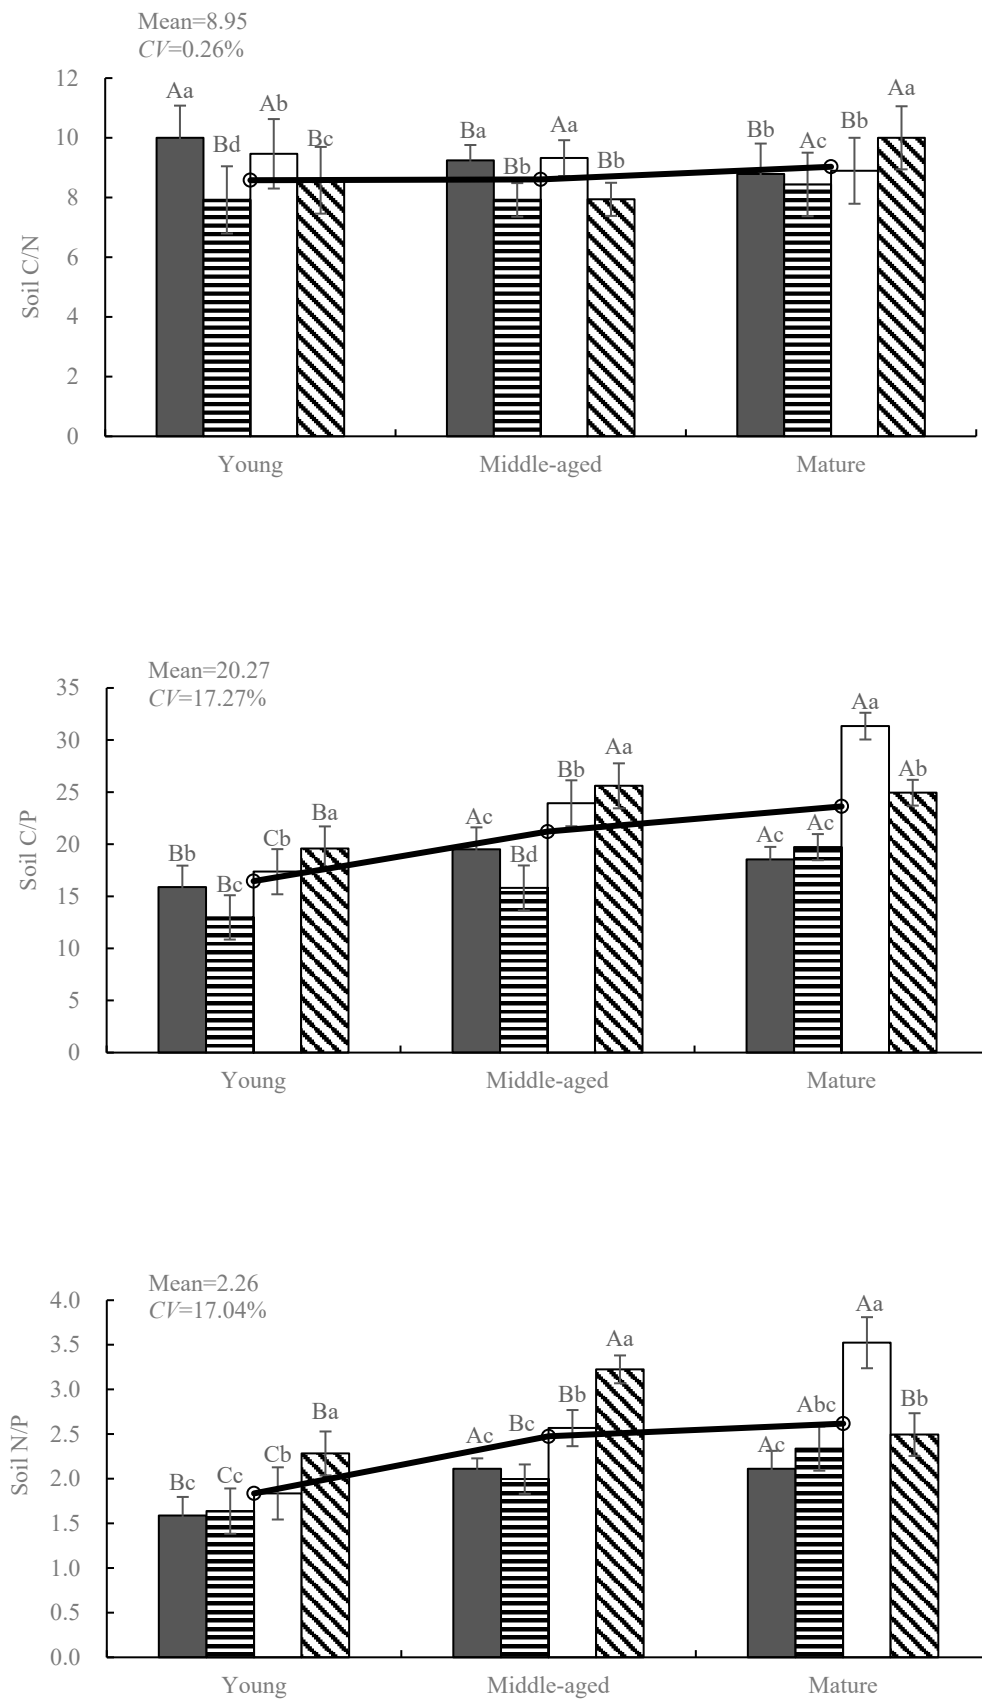 Mean=8.95
CV=0.26%
12
10
8
6
4
2
0
Soil C/N
Aa
Bd
Ab
Bc
Ba
Bb
Aa
Bb
Bb
Ac
Bb
Aa
Young
Middle-aged
Mature
Mean=20.27
CV=17.27%
35
30
25
20
15
10
5
0
Soil C/P
Bb
Bc
Cb
Ba
Ac
Bd
Bb
Aa
Ac
Ac
Aa
Ab
Young
Middle-aged
Mature
Mean=2.26
CV=17.04%
4.0
3.5
3.0
2.5
2.0
1.5
1.0
0.5
0.0
Soil N/P
Bc
Cc
Cb
Ba
Ac
Bc
Bb
Aa
Ac
Abc
Aa
Bb
Young
Middle-aged
Mature